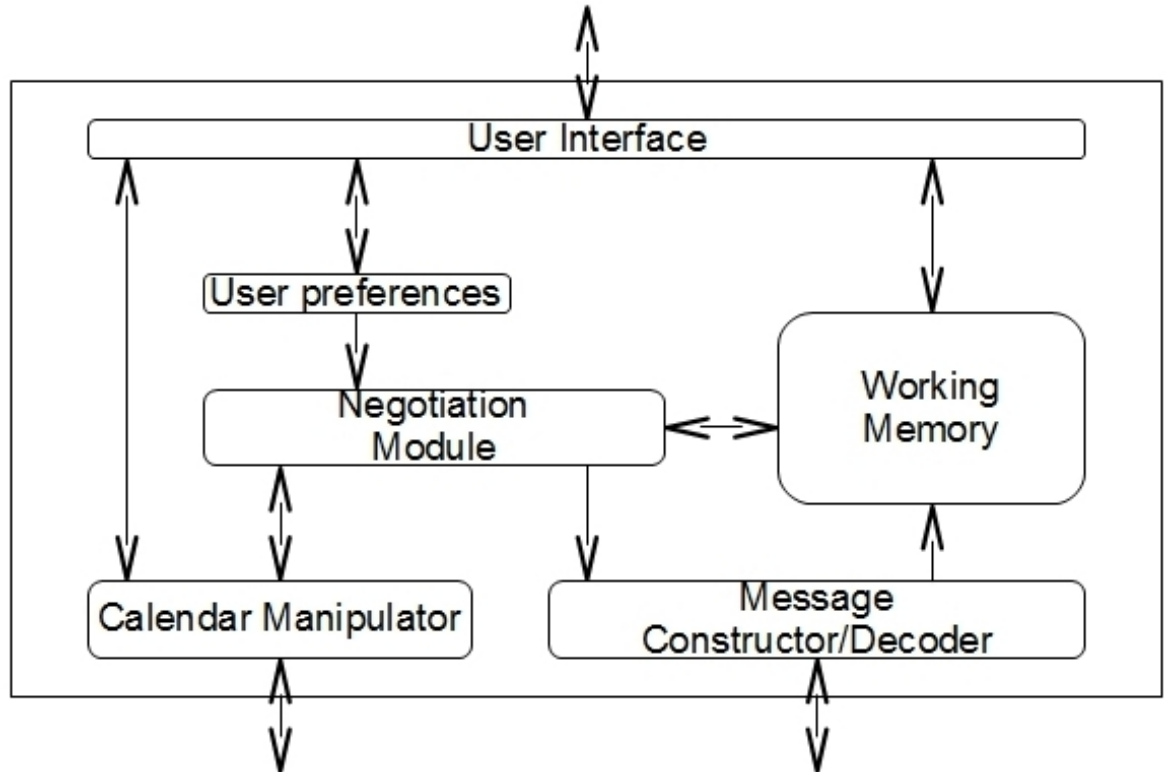 User Interface
User preferences
Negotiation
Module
Working
Memory
Calendar Manipulator
Message
Constructor/Decoder